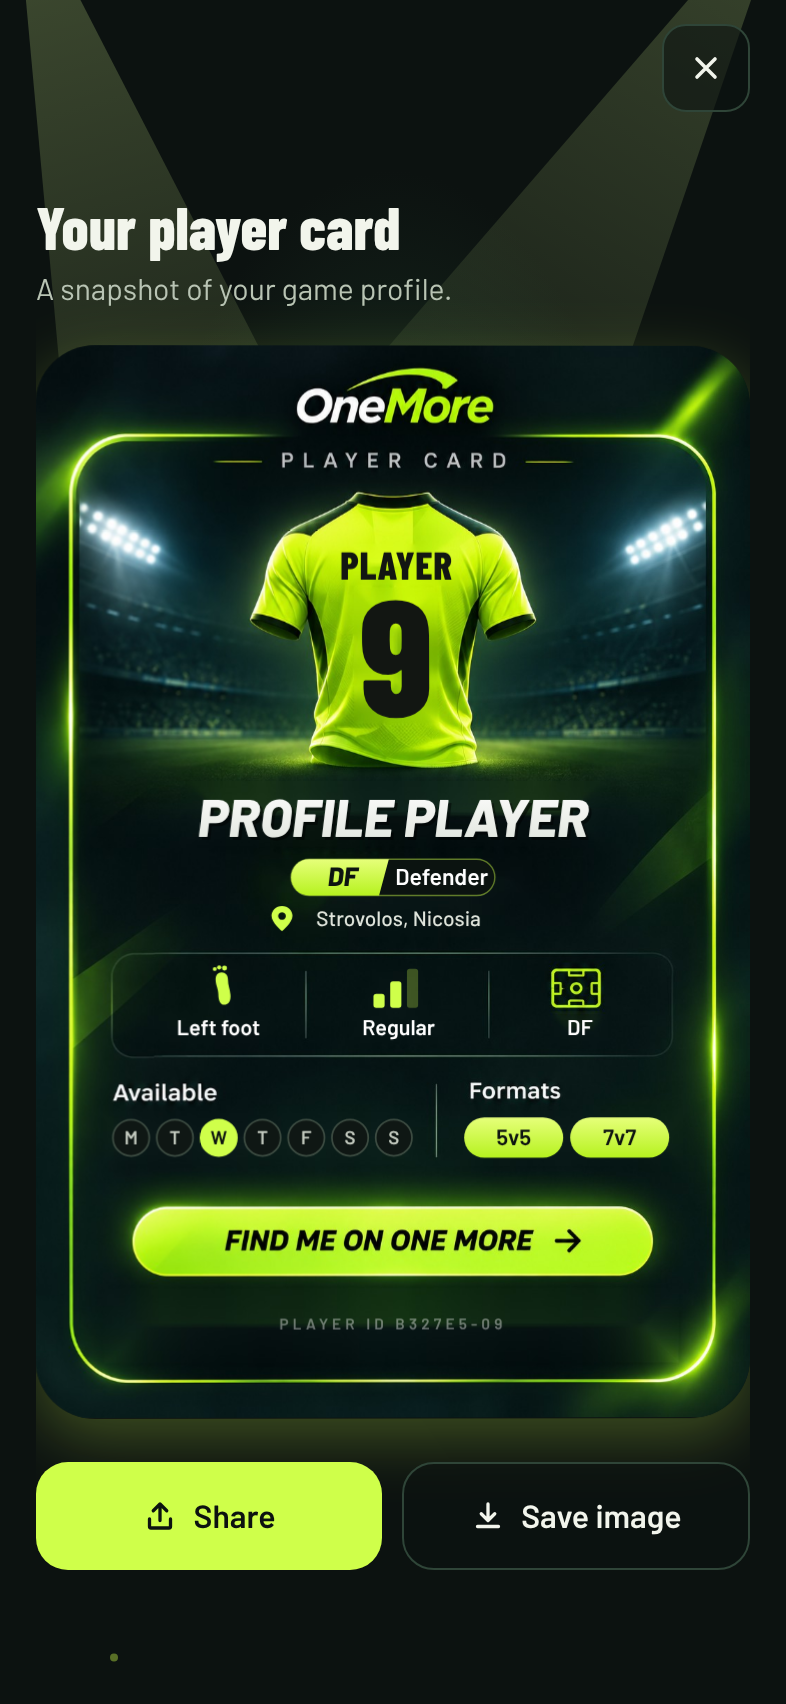 Your player card
A snapshot of your game profile.
OneMore
PLAYER CARD
PLAYER
9
PROFILE PLAYER
DF Defender
Strovolos, Nicosia
Left foot Regular DF
Available Formats
M T W T F S S 5v5 7v7
FIND ME ON ONE MORE
PLAYER ID B327E5-09
Share Save image